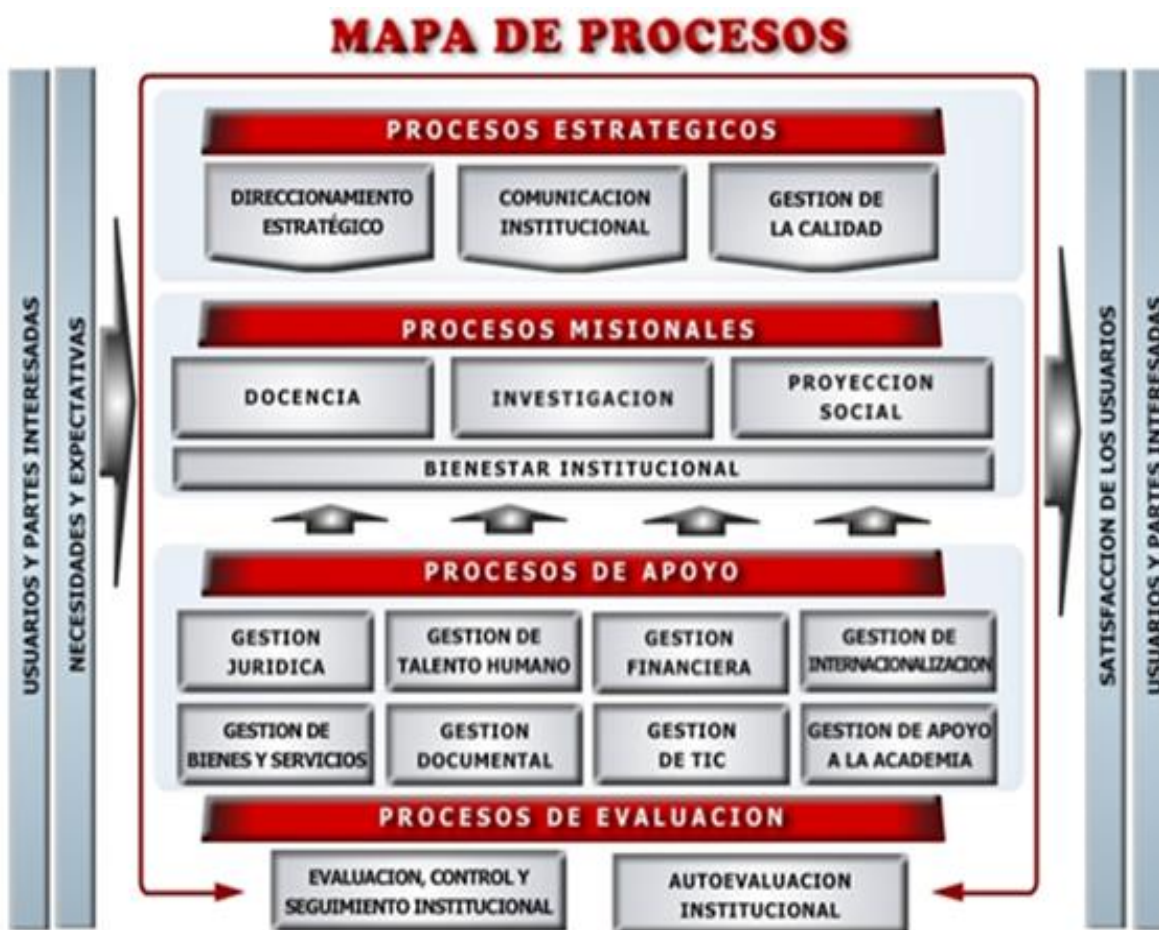 MAPA DE PROCESOS
USUARIOS Y PARTES INTERESADAS
NECESIDADES Y EXPECTATIVAS
PROCESOS ESTRATEGICOS
DIRECCIONAMIENTO
ESTRATÉGICO
COMUNICACION
INSTITUCIONAL
GESTION DE
LA CALIDAD
PROCESOS MISIONALES
DOCENCIA
INVESTIGACION
PROYECCION
SOCIAL
BIENESTAR INSTITUCIONAL
PROCESOS DE APOYO
GESTION
JURIDICA
GESTION DE
TALENTO HUMANO
GESTION
FINANCIERA
GESTION DE
INTERNACIONALIZACION
GESTION DE
BIENES Y SERVICIOS
GESTION
DOCUMENTAL
GESTION
DE TIC
GESTION DE APOYO
A LA ACADEMIA
PROCESOS DE EVALUACION
EVALUACION, CONTROL Y
SEGUIMIENTO INSTITUCIONAL
AUTOEVALUACION
INSTITUCIONAL
SATISFACCION DE LOS USUARIOS
USUARIOS Y PARTES INTERESADAS